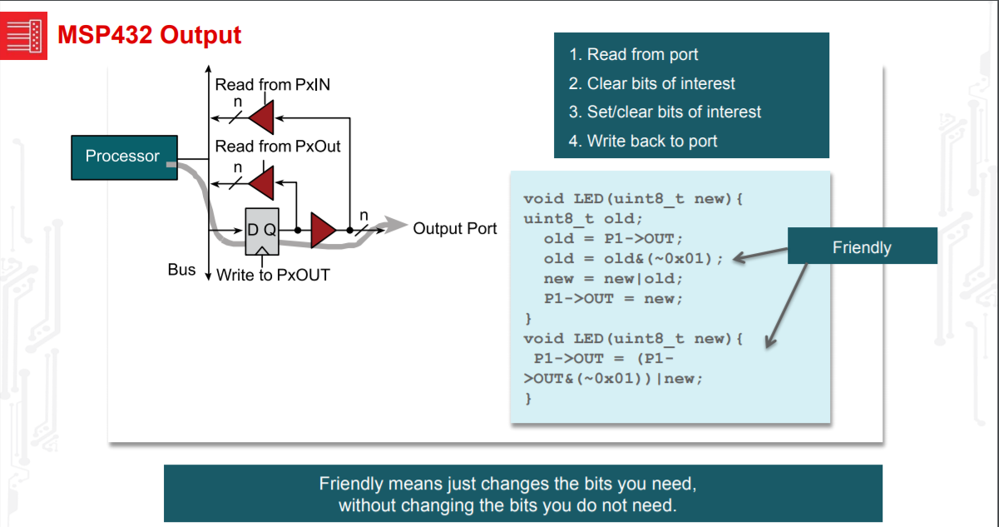 MSP432 Output
Read from PxIN
n
Read from PxOut
n
Processor
D Q
n
Output Port
Bus
Write to PxOUT
1. Read from port
2. Clear bits of interest
3. Set/clear bits of interest
4. Write back to port
void LED(uint8_t new){
uint8_t old;
old = P1->OUT;
old = old&(~0x01);
new = new|old;
P1->OUT = new;
}
void LED(uint8_t new){
P1->OUT = (P1-
>OUT&(~0x01))|new;
}
Friendly
Friendly means just changes the bits you need,
without changing the bits you do not need.